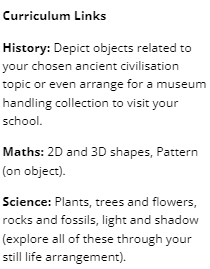 Curriculum Links
History: Depict objects related to
your chosen ancient civilisation
topic or even arrange for a museum
handling collection to visit your
school.
Maths: 2D and 3D shapes, Pattern
(on object).
Science: Plants, trees and flowers,
rocks and fossils, light and shadow
(explore all of these through your
still life arrangement).